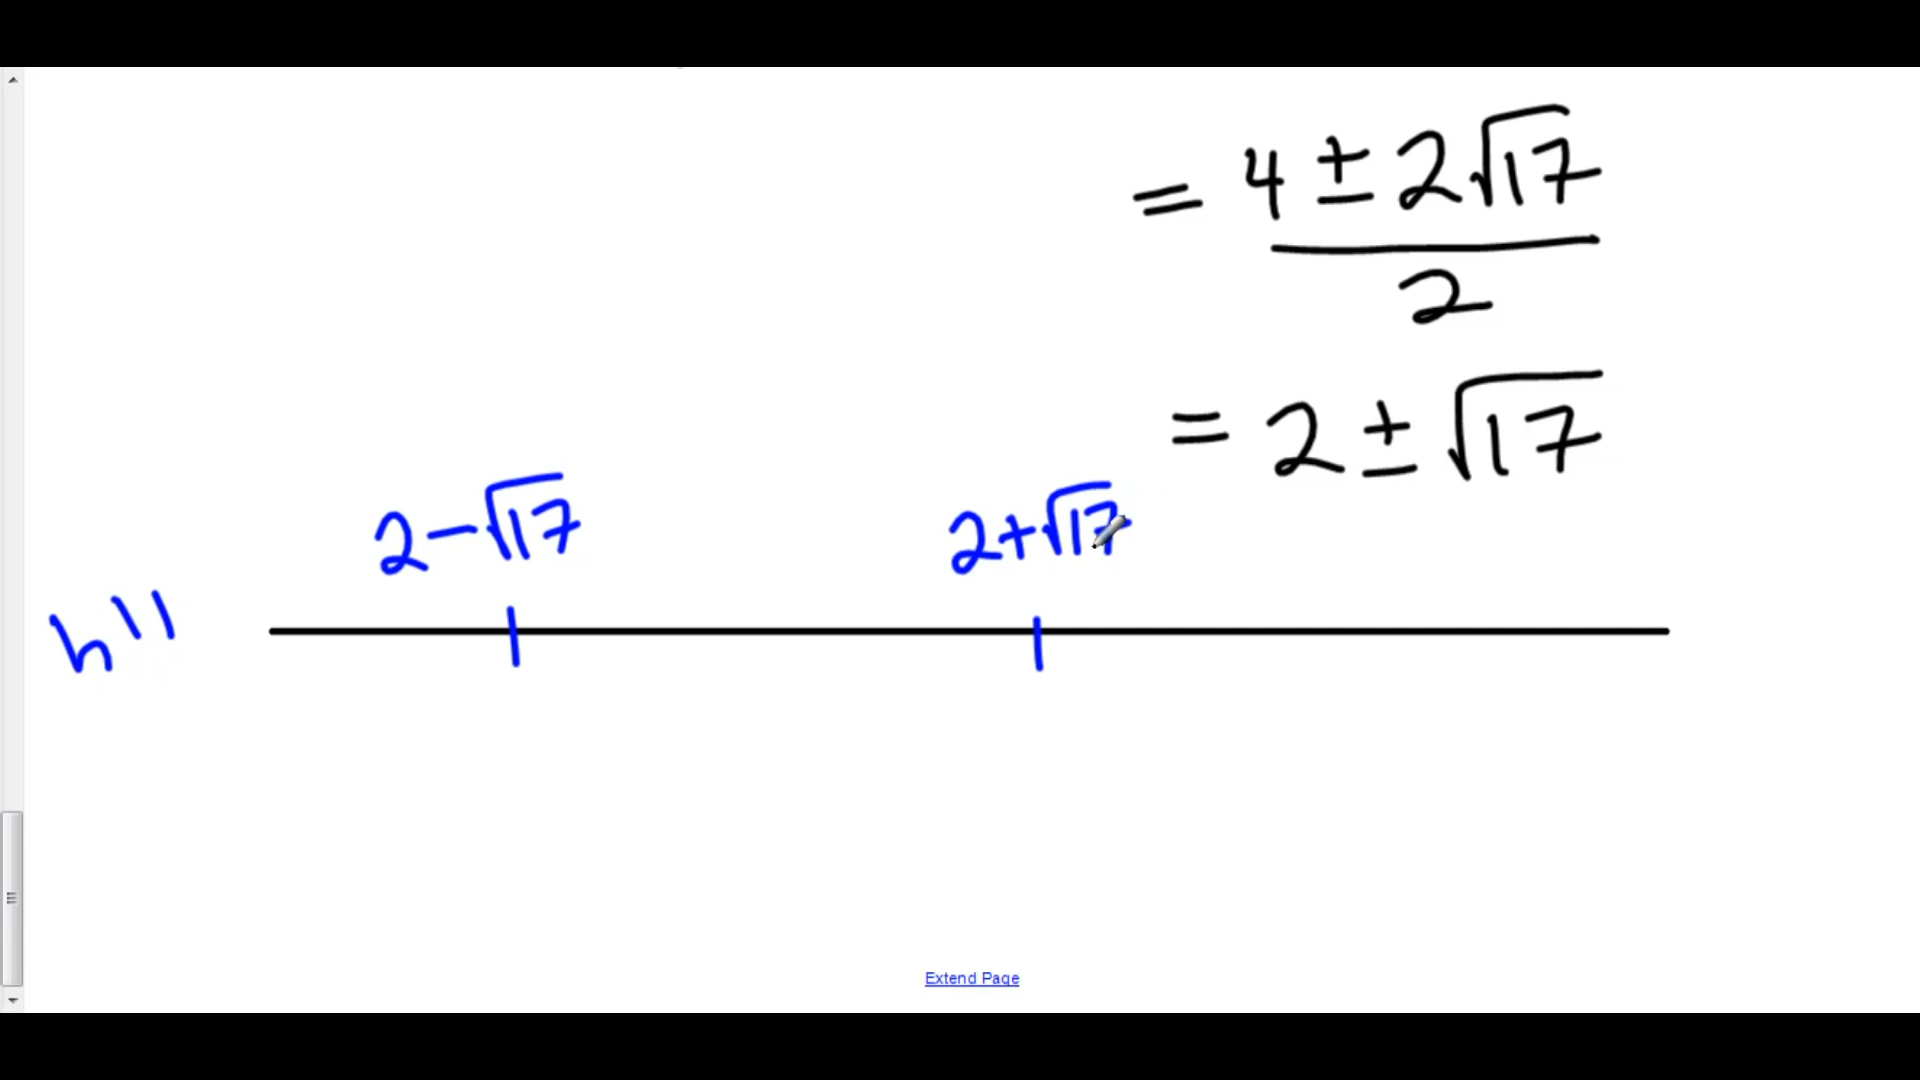 = 4 ± 2√17
2
= 2 ± √17
2-√17
2+√17
h''
Extend Page